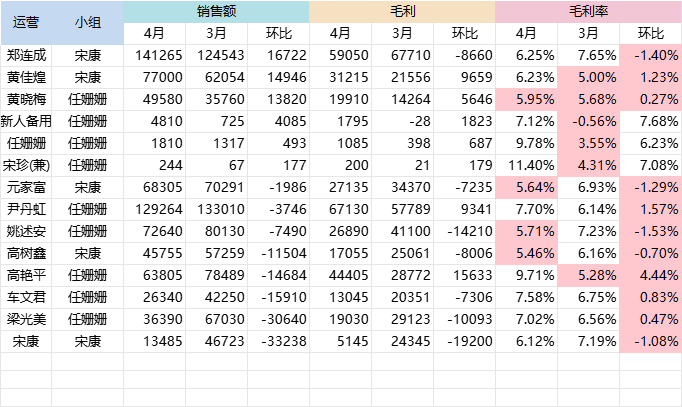 运营 小组 销售额 毛利 毛利率
4月 3月 环比 4月 3月 环比 4月 3月 环比
郑连成 宋康 141265 124543 16722 59050 67710 -8660 6.25% 7.65% -1.40%
黄佳煌 宋康 77000 62054 14946 31215 21556 9659 6.23% 5.00% 1.23%
黄晓梅 任姗姗 49580 35760 13820 19910 14264 5646 5.95% 5.68% 0.27%
新人备用 任姗姗 4810 725 4085 1795 -28 1823 7.12% -0.56% 7.68%
任姗姗 任姗姗 1810 1317 493 1085 398 687 9.78% 3.55% 6.23%
宋珍(兼) 任姗姗 244 67 177 200 21 179 11.40% 4.31% 7.08%
元家富 宋康 68305 70291 -1986 27135 34370 -7235 5.64% 6.93% -1.29%
尹丹虹 任姗姗 129264 133010 -3746 67130 57789 9341 7.70% 6.14% 1.57%
姚述安 任姗姗 72640 80130 -7490 26890 41100 -14210 5.71% 7.23% -1.53%
高树鑫 宋康 45755 57259 -11504 17055 25061 -8006 5.46% 6.16% -0.70%
高艳平 任姗姗 63805 78489 -14684 44405 28772 15633 9.71% 5.28% 4.44%
车文君 任姗姗 26340 42250 -15910 13045 20351 -7306 7.58% 6.75% 0.83%
梁光美 任姗姗 36390 67030 -30640 19030 29123 -10093 7.02% 6.56% 0.47%
宋康 宋康 13485 46723 -33238 5145 24345 -19200 6.12% 7.19% -1.08%